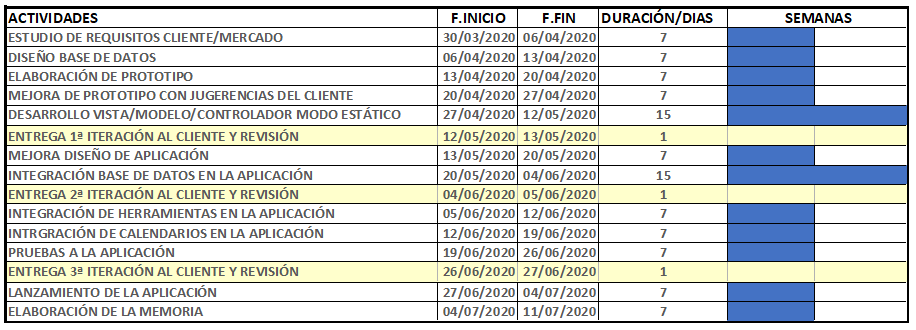 ACTIVIDADES F.INICIO F.FIN DURACIÓN/DIAS SEMANAS
ESTUDIO DE REQUISITOS CLIENTE/MERCADO 30/03/2020 06/04/2020 7
DISEÑO BASE DE DATOS 06/04/2020 13/04/2020 7
ELABORACIÓN DE PROTOTIPO 13/04/2020 20/04/2020 7
MEJORA DE PROTOTIPO CON JUGERENCIAS DEL CLIENTE 20/04/2020 27/04/2020 7
DESARROLLO VISTA/MODELO/CONTROLADOR MODO ESTÁTICO 27/04/2020 12/05/2020 15
ENTREGA 1ª ITERACIÓN AL CLIENTE Y REVISIÓN 12/05/2020 13/05/2020 1
MEJORA DISEÑO DE APLICACIÓN 13/05/2020 20/05/2020 7
INTEGRACIÓN BASE DE DATOS EN LA APLICACIÓN 20/05/2020 04/06/2020 15
ENTREGA 2ª ITERACIÓN AL CLIENTE Y REVISIÓN 04/06/2020 05/06/2020 1
INTEGRACIÓN DE HERRAMIENTAS EN LA APLICACIÓN 05/06/2020 12/06/2020 7
INTRGRACIÓN DE CALENDARIOS EN LA APLICACIÓN 12/06/2020 19/06/2020 7
PRUEBAS A LA APLICACIÓN 19/06/2020 26/06/2020 7
ENTREGA 3ª ITERACIÓN AL CLIENTE Y REVISIÓN 26/06/2020 27/06/2020 1
LANZAMIENTO DE LA APLICACIÓN 27/06/2020 04/07/2020 7
ELABORACIÓN DE LA MEMORIA 04/07/2020 11/07/2020 7